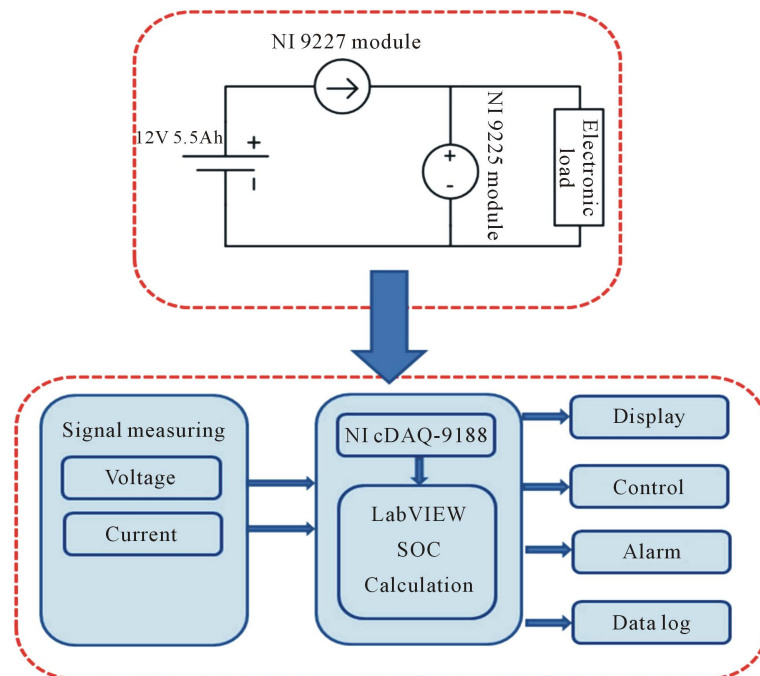 NI 9227 module
12V 5.5Ah
+
NI 9225 module
+
-
Electronic
load
Signal measuring
Voltage
Current
NI cDAQ-9188
LabVIEW
SOC
Calculation
Display
Control
Alarm
Data log